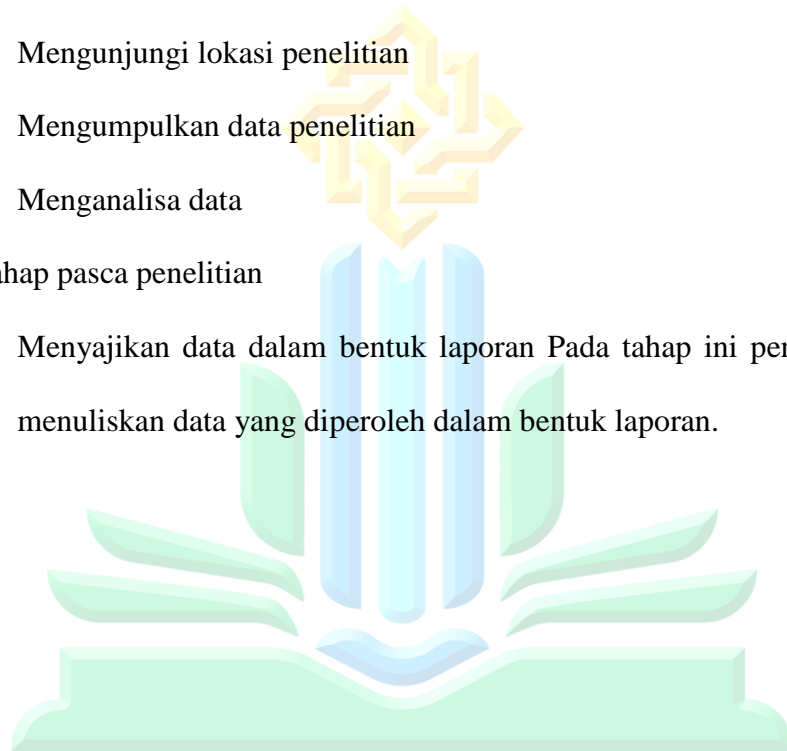 Mengunjungi lokasi penelitian
Mengumpulkan data penelitian
Menganalisa data
ahap pasca penelitian
Menyajikan data dalam bentuk laporan Pada tahap ini per
menuliskan data yang diperoleh dalam bentuk laporan.